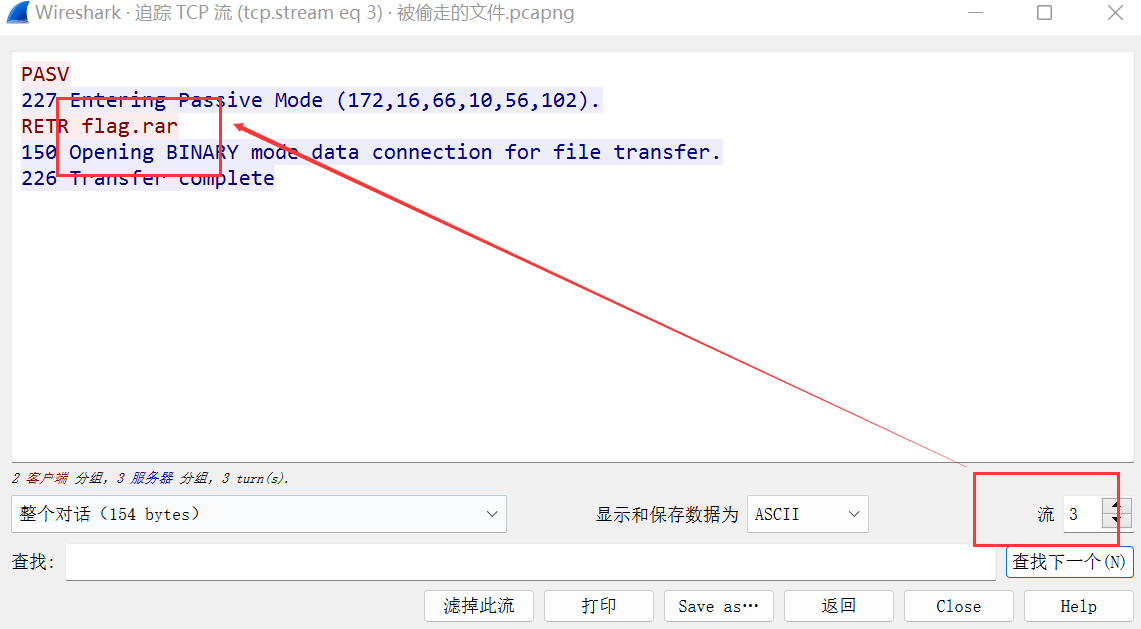 Wireshark · 追踪 TCP 流 (tcp.stream eq 3) · 被偷走的文件.pcapng
PASV
227 Entering Passive Mode (172,16,66,10,56,102).
RETR flag.rar
150 Opening BINARY mode data connection for file transfer.
226 Transfer complete
2 客户端 分组, 3 服务器 分组, 3 turn(s).
整个对话 (154 bytes) 显示和保存数据为 ASCII 流 3
查找: 查找下一个(N)
滤掉此流 打印 Save as… 返回 Close Help